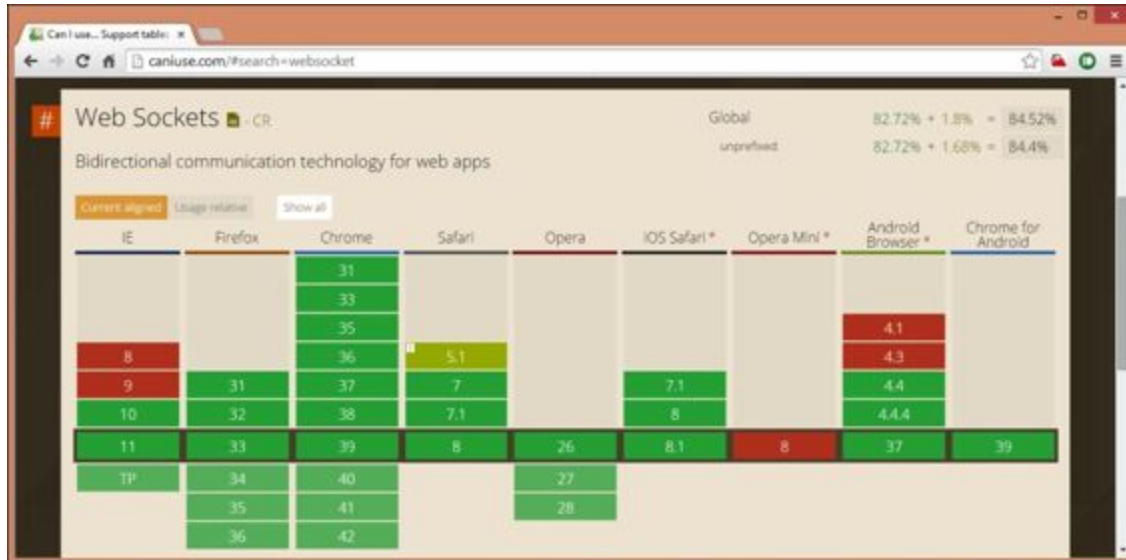 Can I use... Support tables
caniuse.com/#search=websocket
# Web Sockets - CR
Global 82.72% + 1.8% = 84.52%
unprefixed: 82.72% + 1.68% = 84.4%
Bidirectional communication technology for web apps
Current aligned Usage relative Show all
IE Firefox Chrome Safari Opera iOS Safari * Opera Mini * Android Browser * Chrome for Android
31
33
35 4.1
8 36 5.1 4.3
9 31 37 7 7.1 4.4
10 32 38 7.1 8 4.4.4
11 33 39 8 26 8.1 8 37 39
TP 34 40 27
35 41 28
36 42